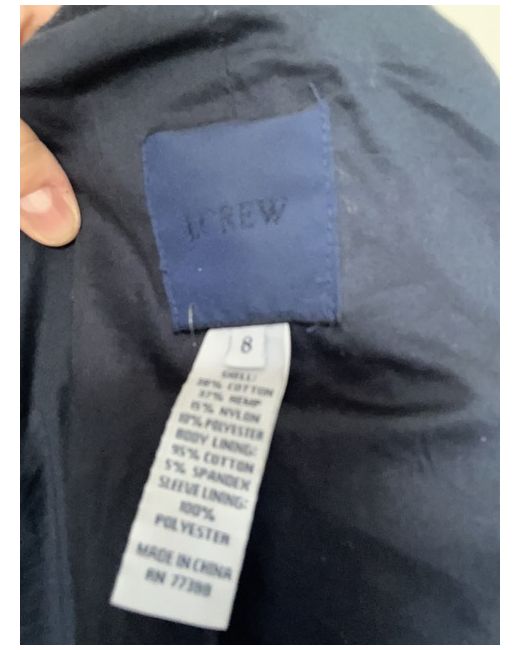 J.CREW
8
SHELL:
38% COTTON
37% HEMP
15% NYLON
10% POLYESTER
BODY LINING:
95% COTTON
5% SPANDEX
SLEEVE LINING:
100%
POLYESTER
MADE IN CHINA
RN 77388